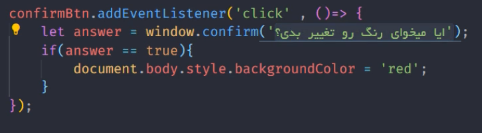 confirmBtn.addEventListener('click' , ()=> {
let answer = window.confirm('ایا میخوای رنگ رو تغییر بدی؟');
if(answer == true){
document.body.style.backgroundColor = 'red';
}
});